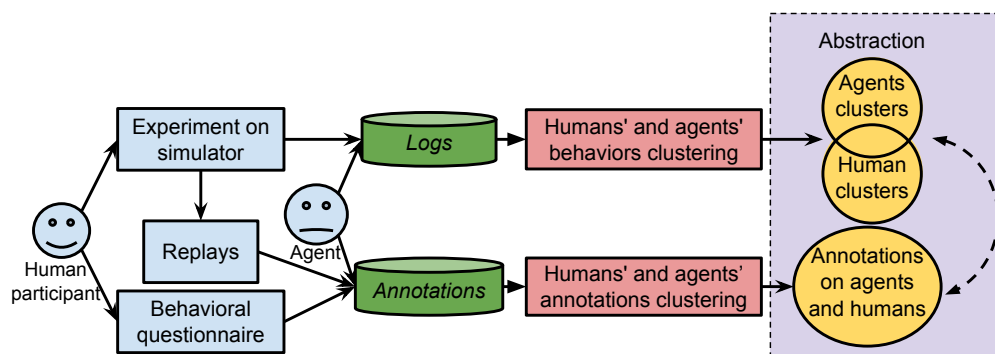 Abstraction
Agents
clusters
Human
clusters
Experiment on
simulator
Logs
Humans' and agents'
behaviors clustering
Replays
Agent
Human
participant
Behavioral
questionnaire
Annotations
Humans' and agents’
annotations clustering
Annotations
on agents
and humans